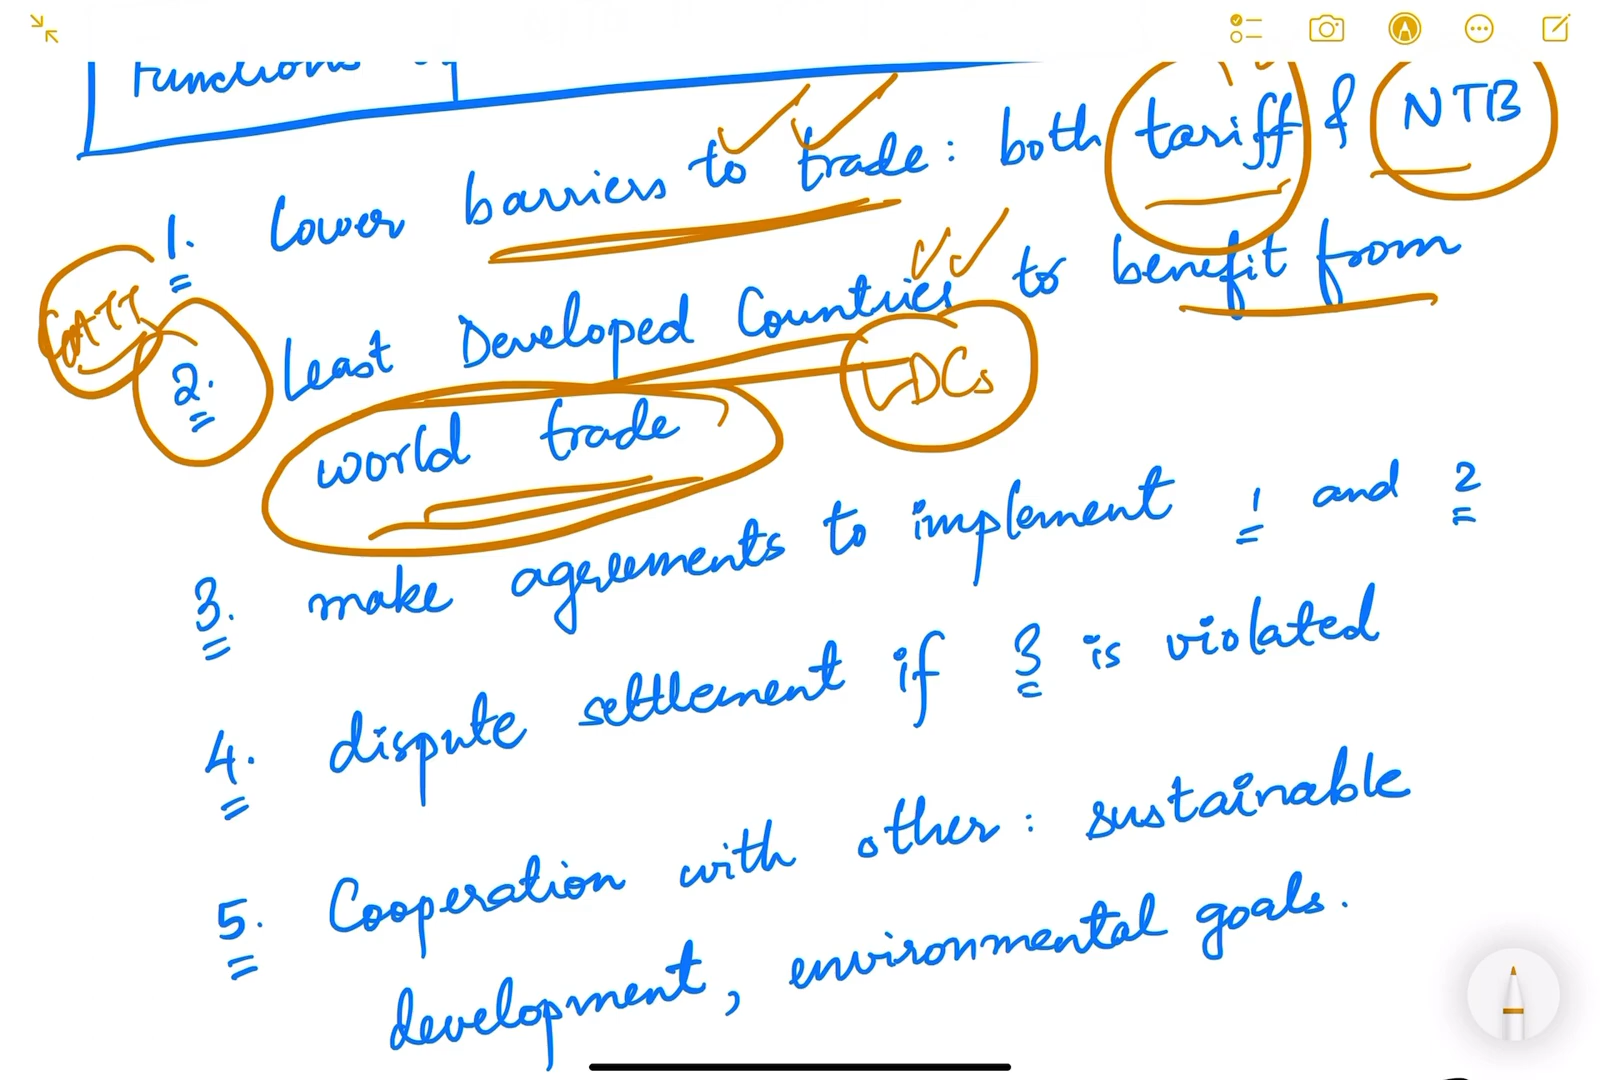 Functions of
1. lower barriers to trade : both tariff & NTB
GATT
2. Least Developed Countries to benefit from
LDCs
world trade
3. make agreements to implement 1 and 2
4. dispute settlement if 3 is violated
5. Cooperation with other : sustainable
development, environmental goals.